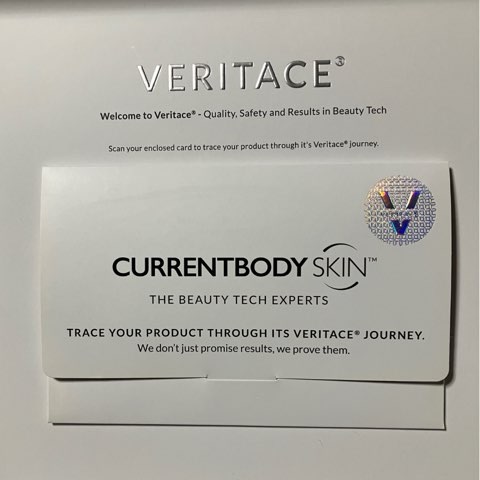 VERITACE®
Welcome to Veritace® - Quality, Safety and Results in Beauty Tech
Scan your enclosed card to trace your product through it's Veritace® journey.
CURRENTBODY SKIN™
THE BEAUTY TECH EXPERTS
TRACE YOUR PRODUCT THROUGH ITS VERITACE® JOURNEY.
We don't just promise results, we prove them.